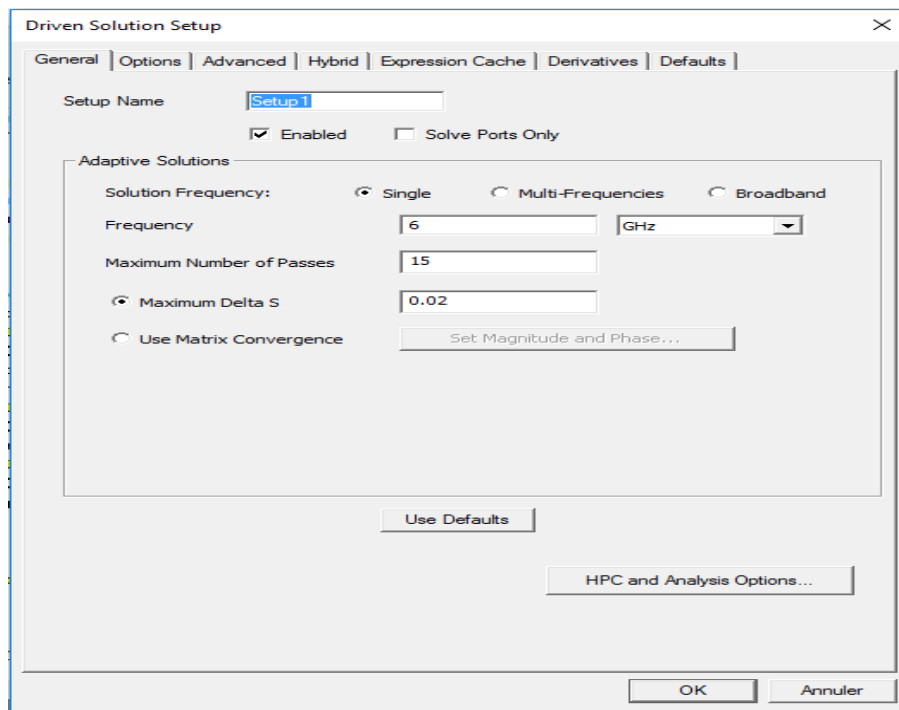 Driven Solution Setup
General Options Advanced Hybrid Expression Cache Derivatives Defaults
Setup Name Setup1
Enabled Solve Ports Only
Adaptive Solutions
Solution Frequency: Single Multi-Frequencies Broadband
Frequency 6 GHz
Maximum Number of Passes 15
Maximum Delta S 0.02
Use Matrix Convergence Set Magnitude and Phase...
Use Defaults
HPC and Analysis Options...
OK Annuler